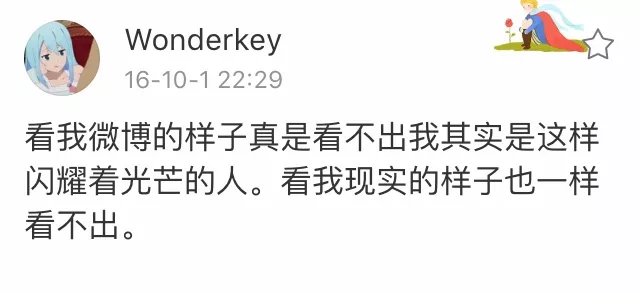 Wonderkey
16-10-1 22:29
看我微博的样子真是看不出我其实是这样
闪耀着光芒的人。看我现实的样子也一样
看不出。